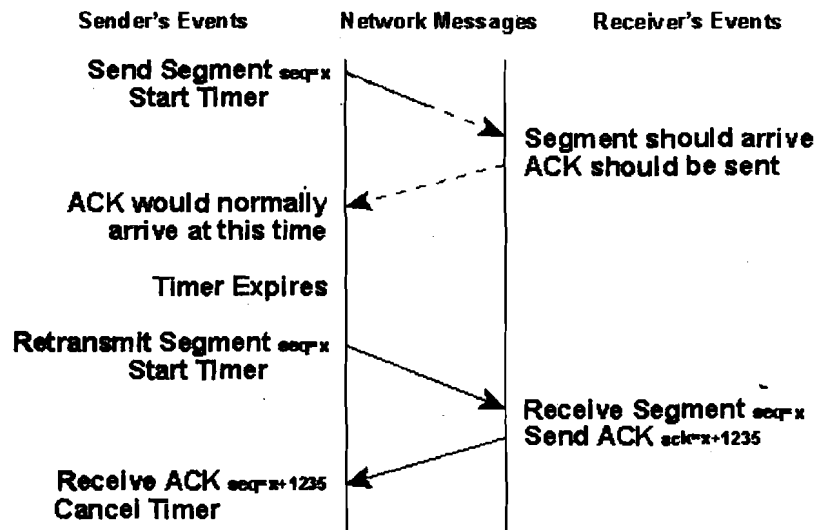 Sender's Events Network Messages Receiver's Events
Send Segment seq=x
Start Timer
Segment should arrive
ACK should be sent
ACK would normally
arrive at this time
Timer Expires
Retransmit Segment seq=x
Start Timer
Receive Segment seq=x
Send ACK ack=x+1235
Receive ACK seq=x+1235
Cancel Timer